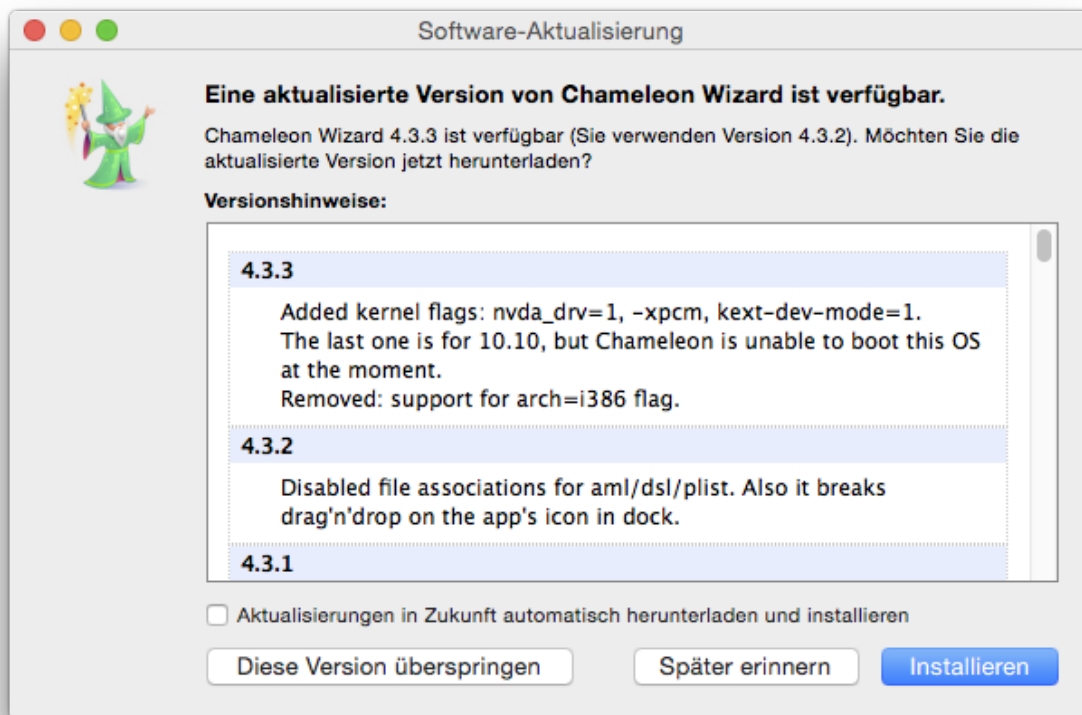 Software-Aktualisierung
Eine aktualisierte Version von Chameleon Wizard ist verfügbar.
Chameleon Wizard 4.3.3 ist verfügbar (Sie verwenden Version 4.3.2). Möchten Sie die
aktualisierte Version jetzt herunterladen?
Versionshinweise:
4.3.3
Added kernel flags: nvda_drv=1, -xpcm, kext-dev-mode=1.
The last one is for 10.10, but Chameleon is unable to boot this OS
at the moment.
Removed: support for arch=i386 flag.
4.3.2
Disabled file associations for aml/dsl/plist. Also it breaks
drag'n'drop on the app's icon in dock.
4.3.1
Aktualisierungen in Zukunft automatisch herunterladen und installieren
Diese Version überspringen
Später erinnern
Installieren